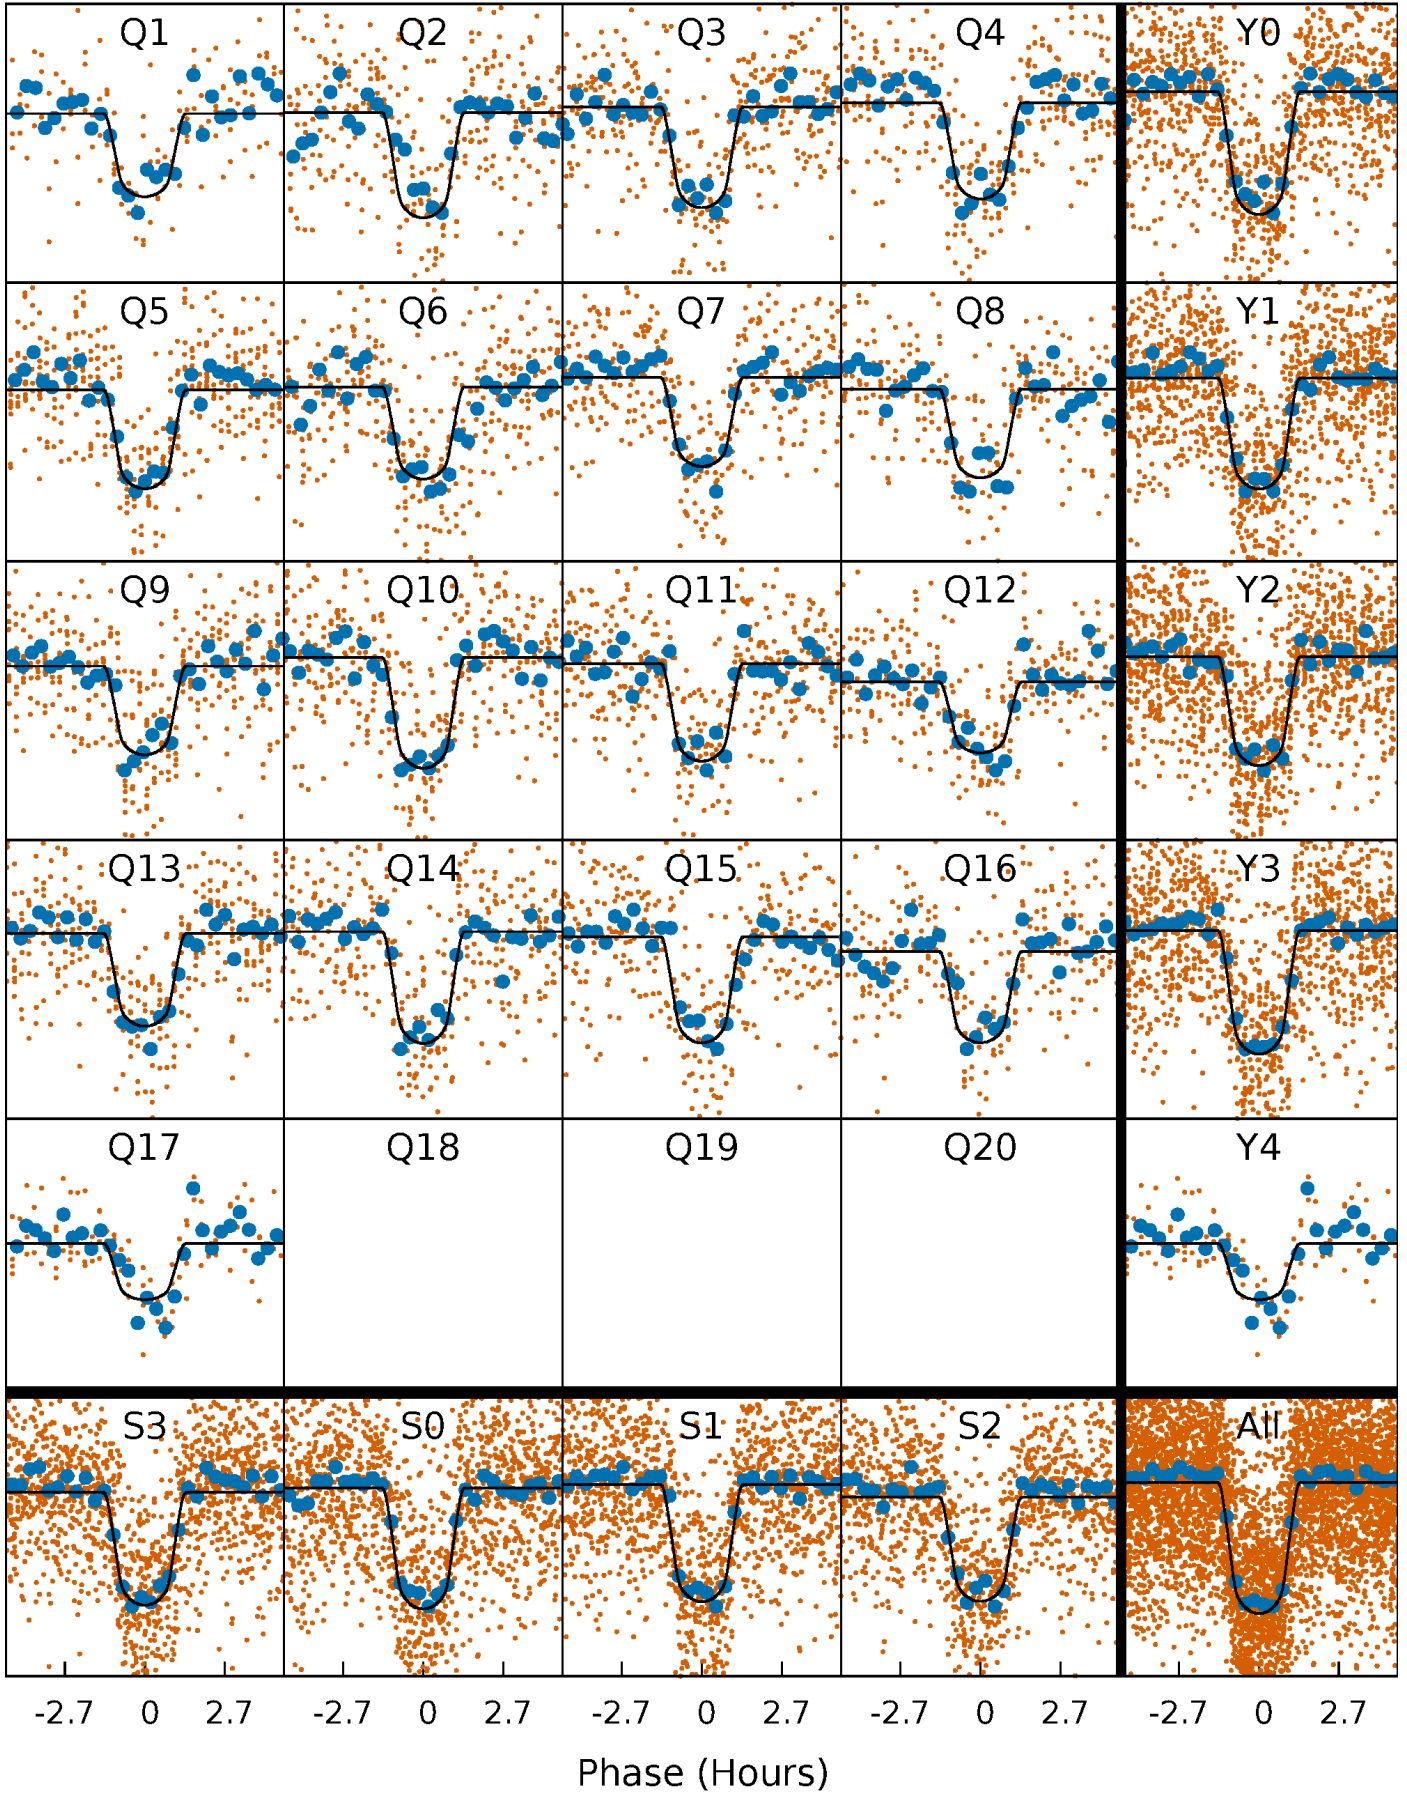 Q1 Q2 Q3 Q4 Y0
Q5 Q6 Q7 Q8 Y1
Q9 Q10 Q11 Q12 Y2
Q13 Q14 Q15 Q16 Y3
Q17 Q18 Q19 Q20 Y4
S3 S0 S1 S2 All
-2.7 0 2.7 -2.7 0 2.7 -2.7 0 2.7 -2.7 0 2.7 -2.7 0 2.7
Phase (Hours)